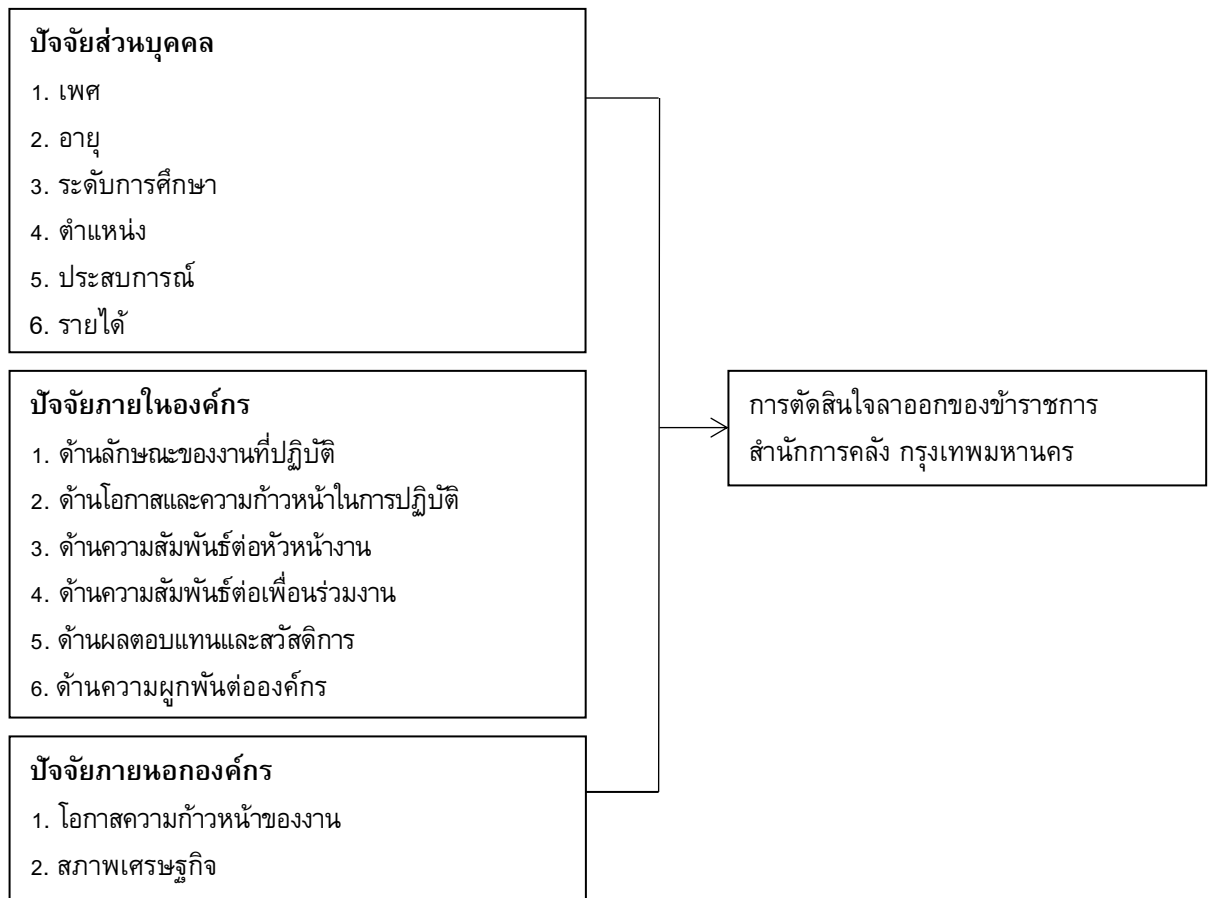 ปัจจัยส่วนบุคคล
1. เพศ
2. อายุ
3. ระดับการศึกษา
4. ตำแหน่ง
5. ประสบการณ์
6. รายได้
ปัจจัยภายในองค์กร
1. ด้านลักษณะของงานที่ปฏิบัติ
2. ด้านโอกาสและความก้าวหน้าในการปฏิบัติ
3. ด้านความสัมพันธ์ต่อหัวหน้างาน
4. ด้านความสัมพันธ์ต่อเพื่อนร่วมงาน
5. ด้านผลตอบแทนและสวัสดิการ
6. ด้านความผูกพันต่อองค์กร
ปัจจัยภายนอกองค์กร
1. โอกาสความก้าวหน้าของงาน
2. สภาพเศรษฐกิจ
การตัดสินใจลาออกของข้าราชการ
สำนักการคลัง กรุงเทพมหานคร